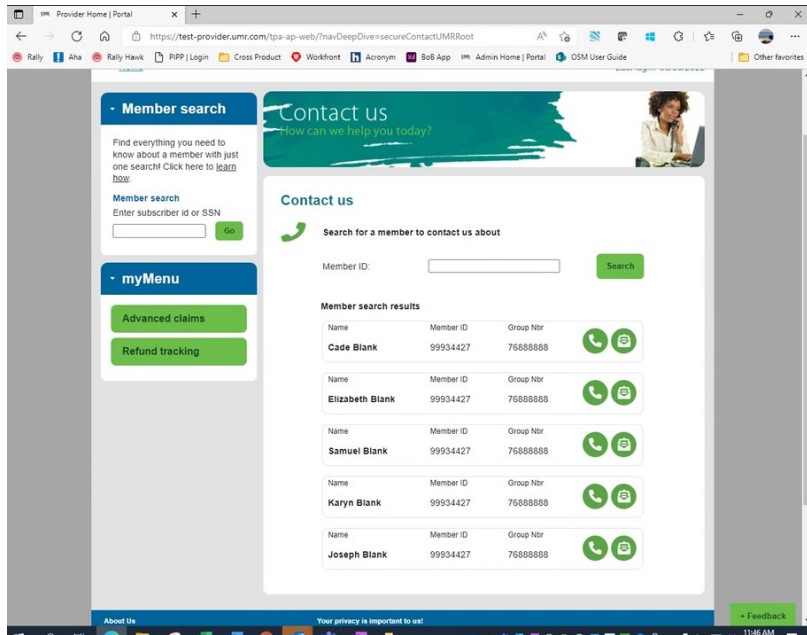 Provider Home | Portal
https://test-provider.umr.com/tpa-ap-web/?navDeepDive=secureContactUMRRoot
Rally
Aha
Rally Hawk
PIPP | Login
Cross Product
Workfront
Acronym
BoB App
Admin Home | Portal
OSM User Guide
Other favorites
Member search
Find everything you need to
know about a member with just
one search! Click here to learn
how.
Member search
Enter subscriber id or SSN
Go
myMenu
Advanced claims
Refund tracking
Contact us
How can we help you today?
Contact us
Search for a member to contact us about
Member ID:
Search
Member search results
Name Member ID Group Nbr
Cade Blank 99934427 76888888
Name Member ID Group Nbr
Elizabeth Blank 99934427 76888888
Name Member ID Group Nbr
Samuel Blank 99934427 76888888
Name Member ID Group Nbr
Karyn Blank 99934427 76888888
Name Member ID Group Nbr
Joseph Blank 99934427 76888888
+ Feedback
About Us
Your privacy is important to us!
11:46 AM